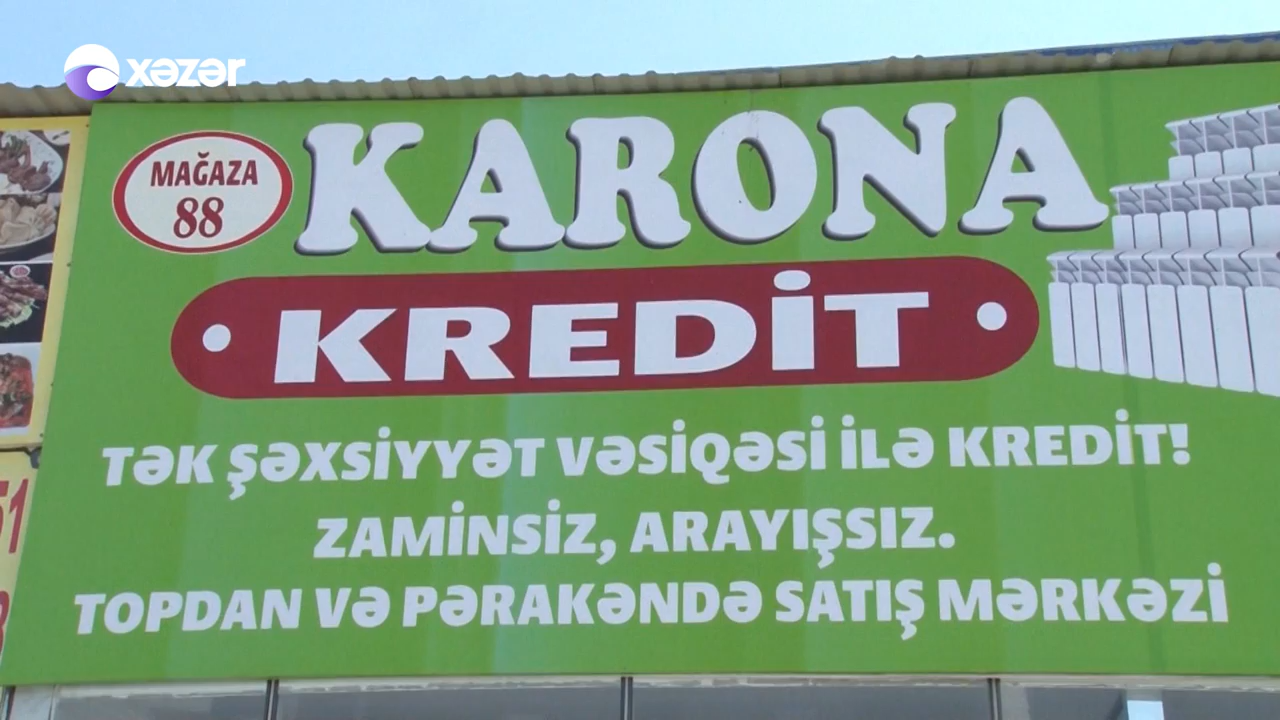 xəzər
MAĞAZA
88
KARONA
• KREDİT •
TƏK ŞƏXSİYYƏT VƏSİQƏSİ İLƏ KREDİT!
ZAMİNSİZ, ARAYIŞSIZ.
TOPDAN VƏ PƏRAKƏNDƏ SATIŞ MƏRKƏZİ
51